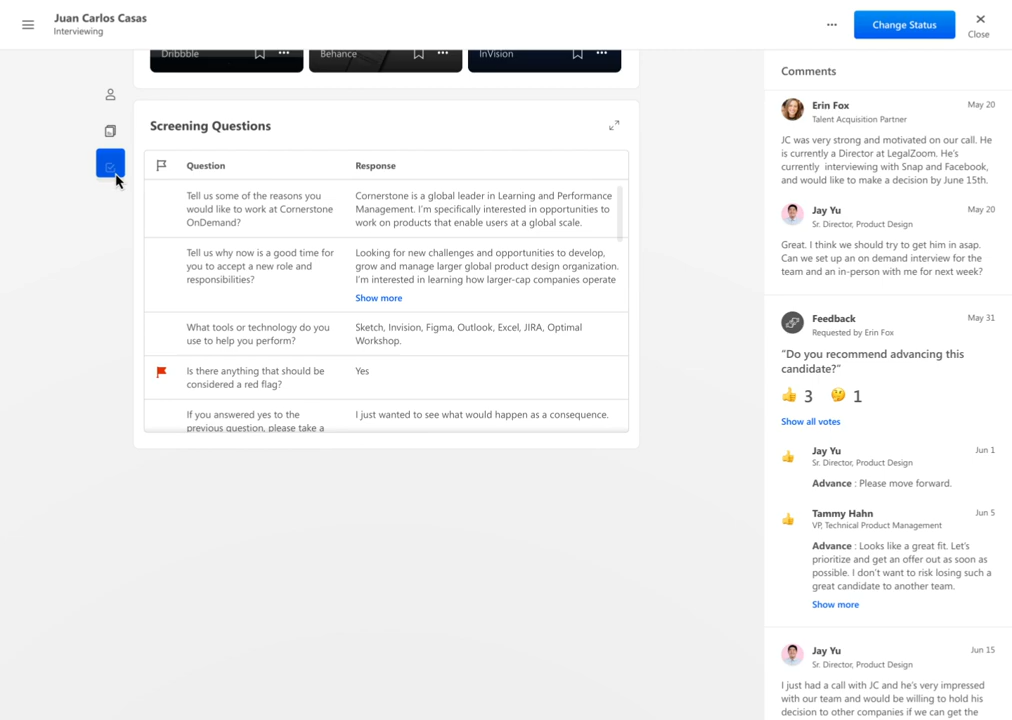 Juan Carlos Casas
Interviewing
Change Status
Close
Dribbble
Behance
InVision
Screening Questions
Question
Response
Tell us some of the reasons you
would like to work at Cornerstone
OnDemand?
Cornerstone is a global leader in Learning and Performance
Management. I'm specifically interested in opportunities to
work on products that enable users at a global scale.
Tell us why now is a good time for
you to accept a new role and
responsibilities?
Looking for new challenges and opportunities to develop,
grow and manage larger global product design organization.
I'm interested in learning how larger-cap companies operate
Show more
What tools or technology do you
use to help you perform?
Sketch, Invision, Figma, Outlook, Excel, JIRA, Optimal
Workshop.
Is there anything that should be
considered a red flag?
Yes
If you answered yes to the
previous question, please take a
I just wanted to see what would happen as a consequence.
Comments
Erin Fox
May 20
Talent Acquisition Partner
JC was very strong and motivated on our call. He
is currently a Director at LegalZoom. He's
currently interviewing with Snap and Facebook,
and would like to make a decision by June 15th.
Jay Yu
May 20
Sr. Director, Product Design
Great. I think we should try to get him in asap.
Can we set up an on demand interview for the
team and an in-person with me for next week?
Feedback
May 31
Requested by Erin Fox
"Do you recommend advancing this
candidate?"
3
1
Show all votes
Jay Yu
Jun 1
Sr. Director, Product Design
Advance : Please move forward.
Tammy Hahn
Jun 5
VP, Technical Product Management
Advance : Looks like a great fit. Let's
prioritize and get an offer out as soon as
possible. I don't want to risk losing such a
great candidate to another team.
Show more
Jay Yu
Jun 15
Sr. Director, Product Design
I just had a call with JC and he's very impressed
with our team and would be willing to hold his
decision to other companies if we can get the